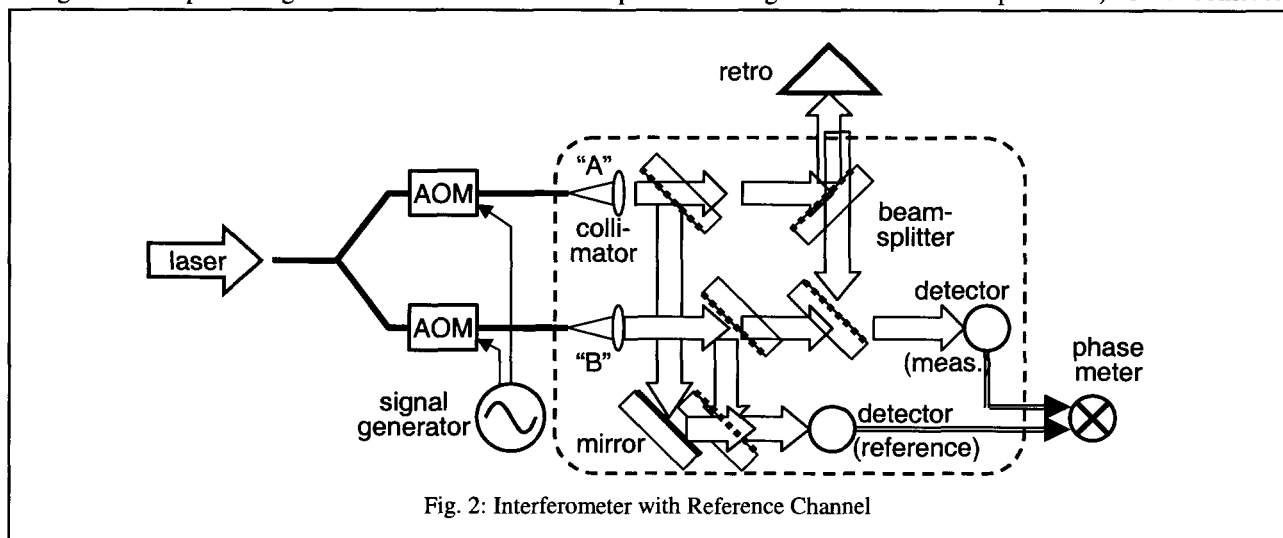 retro
"A"
AOM
colli-
mator
beam-
splitter
laser
detector
AOM
(meas.)
"B"
phase
meter
signal
generator
mirror
detector
(reference)
Fig. 2: Interferometer with Reference Channel